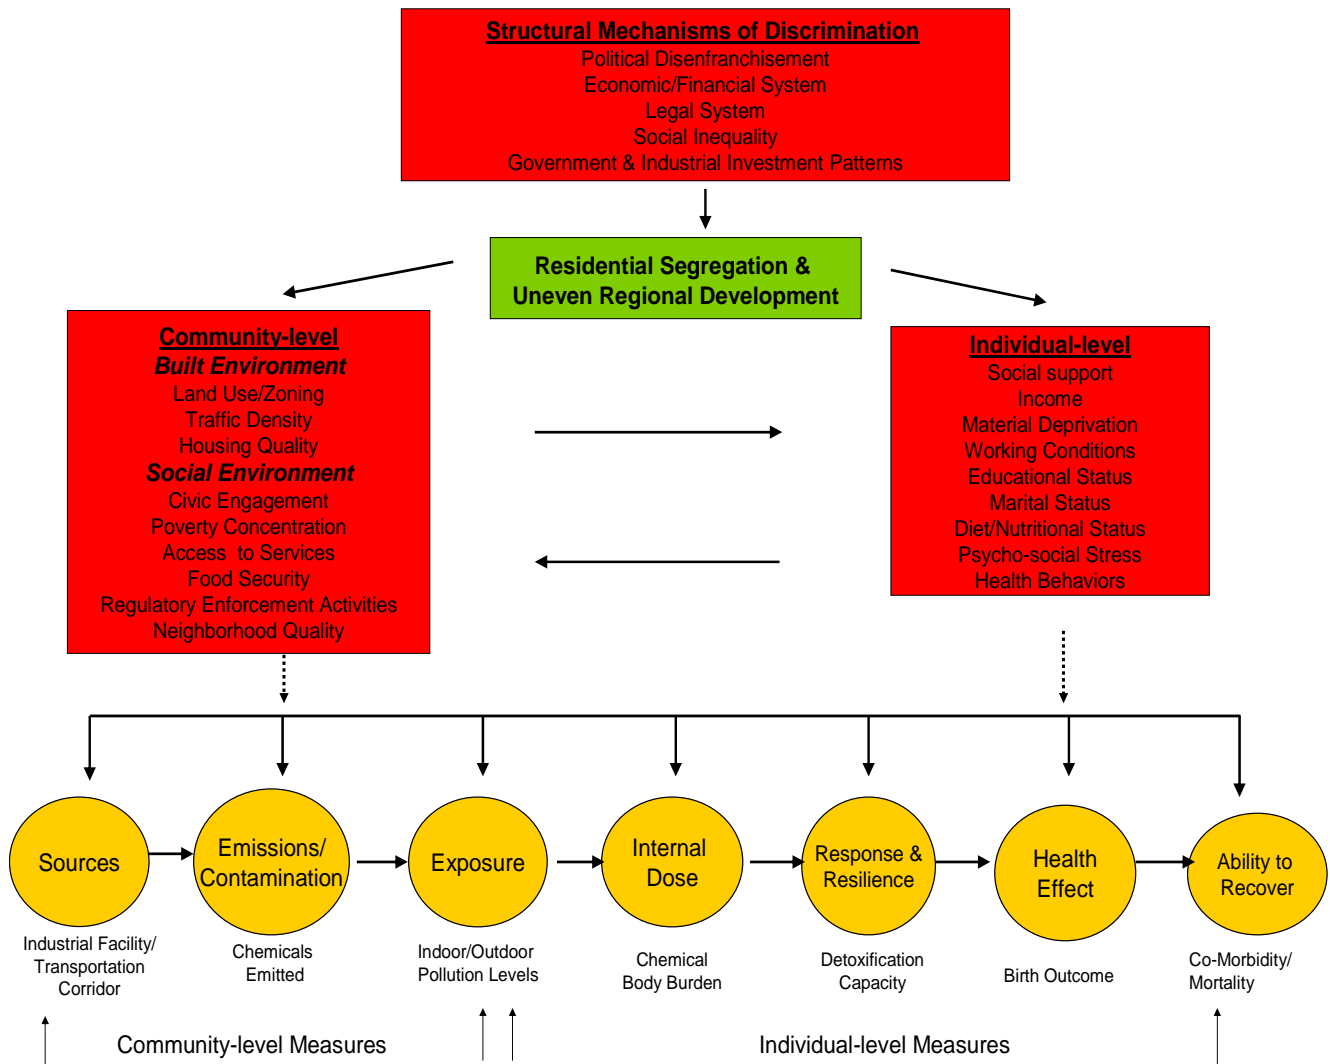 Structural Mechanisms of Discrimination
Political Disenfranchisement
Economic/Financial System
Legal System
Social Inequality
Government & Industrial Investment Patterns
Residential Segregation &
Uneven Regional Development
Community-level
Built Environment
Land Use/Zoning
Traffic Density
Housing Quality
Social Environment
Civic Engagement
Poverty Concentration
Access to Services
Food Security
Regulatory Enforcement Activities
Neighborhood Quality
Individual-level
Social support
Income
Material Deprivation
Working Conditions
Educational Status
Marital Status
Diet/Nutritional Status
Psycho-social Stress
Health Behaviors
Sources
Emissions/
Contamination
Exposure
Internal
Dose
Response &
Resilience
Health
Effect
Ability to
Recover
Industrial Facility/
Transportation
Corridor
Chemicals
Emitted
Indoor/Outdoor
Pollution Levels
Chemical
Body Burden
Detoxification
Capacity
Birth Outcome
Co-Morbidity/
Mortality
Community-level Measures
Individual-level Measures